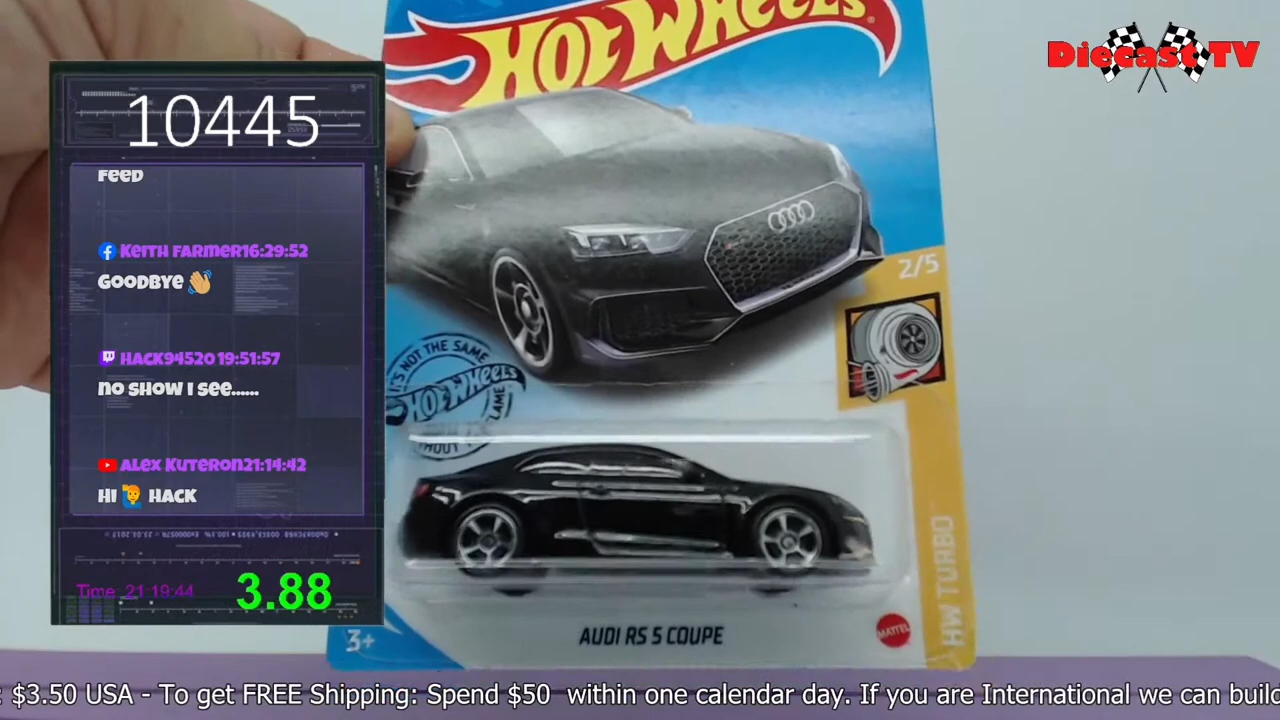 HOT WHEELS
Diecast TV
10445
FEED
KEITH FARMER16:29:52
GOODBYE 👋
HACK94520 19:51:57
NO SHOW I SEE......
ALEX KUTERON21:14:42
HI 🙋 HACK
Time 21:19:44
3.88
2/5
IT'S NOT THE SAME
HOT WHEELS
HW TURBO
AUDI RS 5 COUPE
MATTEL
3+
: $3.50 USA - To get FREE Shipping: Spend $50 within one calendar day. If you are International we can build